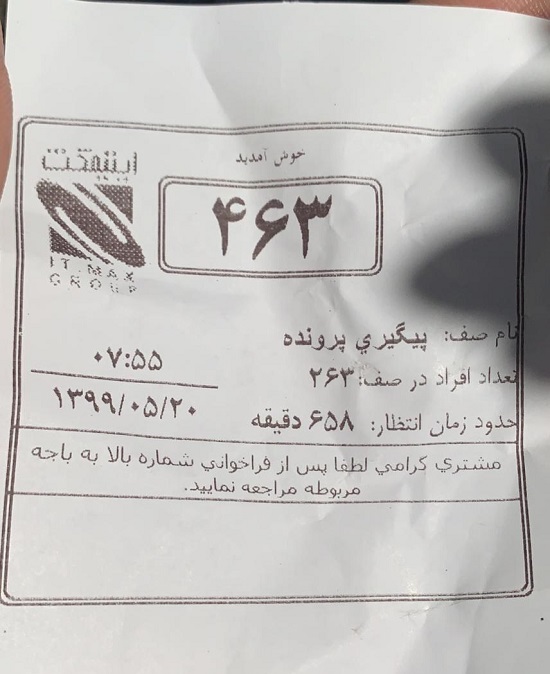 خوش آمدید
IT.MAX
GROUP
۴۶۳
نام صف: پیگیري پرونده
تعداد افراد در صف: ۲۶۳
۰۷:۵۵
حدود زمان انتظار: ۶۵۸ دقیقه
۱۳۹۹/۰۵/۲۰
مشتري گرامي لطفا پس از فراخواني شماره بالا به باجه
مربوطه مراجعه نمایید.